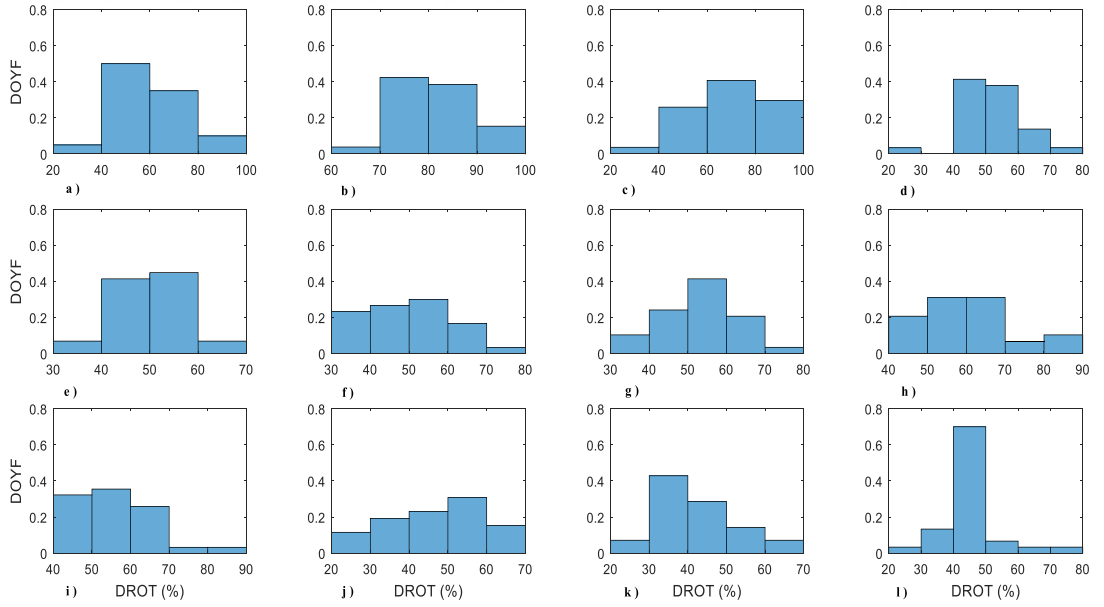 0.8 0.8 0.8 0.8
0.6 0.6 0.6 0.6
DOYF
0.4 0.4 0.4 0.4
0.2 0.2 0.2 0.2
0 0 0 0
20 40 60 80 100 60 70 80 90 100 20 40 60 80 100 20 30 40 50 60 70 80
a ) b ) c ) d )
0.8 0.8 0.8 0.8
0.6 0.6 0.6 0.6
DOYF
0.4 0.4 0.4 0.4
0.2 0.2 0.2 0.2
0 0 0 0
30 40 50 60 70 30 40 50 60 70 80 30 40 50 60 70 80 40 50 60 70 80 90
e ) f ) g ) h )
0.8 0.8 0.8 0.8
0.6 0.6 0.6 0.6
DOYF
0.4 0.4 0.4 0.4
0.2 0.2 0.2 0.2
0 0 0 0
40 50 60 70 80 90 20 30 40 50 60 70 20 30 40 50 60 70 20 30 40 50 60 70 80
i ) DROT (%) j ) DROT (%) k ) DROT (%) l ) DROT (%)